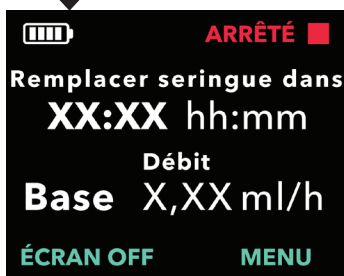 ARRÊTÉ
Remplacer seringue dans
XX:XX hh:mm
Débit
Base X,XX ml/h
ÉCRAN OFF MENU